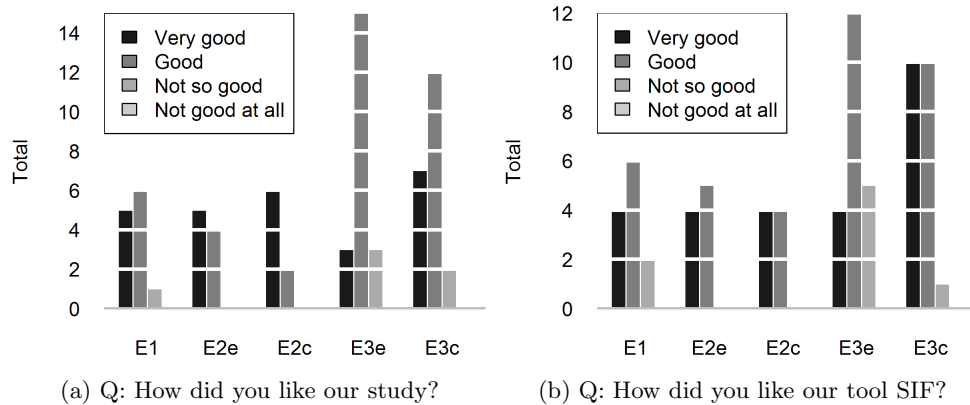 14
12
10
8
6
4
2
0
Total
Very good
Good
Not so good
Not good at all
E1 E2e E2c E3e E3c
(a) Q: How did you like our study?
12
10
8
6
4
2
0
Total
Very good
Good
Not so good
Not good at all
E1 E2e E2c E3e E3c
(b) Q: How did you like our tool SIF?